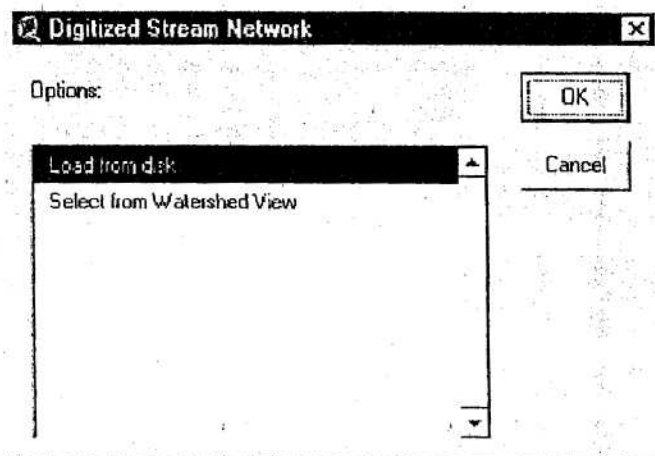 Digitized Stream Network
Options:
OK
Load from disk
Cancel
Select from Watershed View